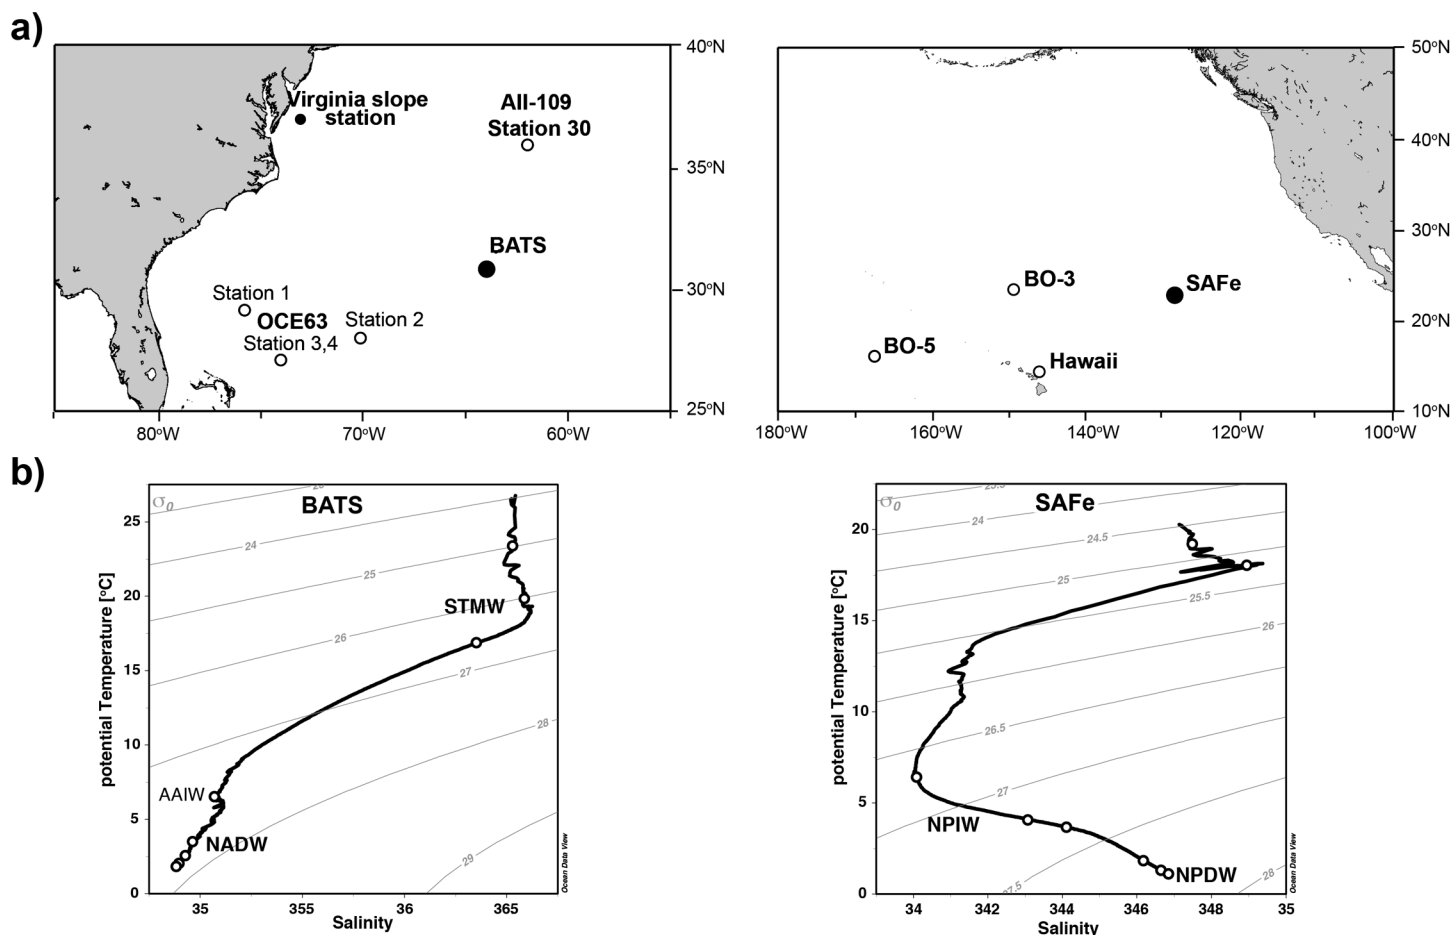 a)
Virginia slope
station
AII-109
Station 30
BATS
Station 1
OCE63
Station 2
Station 3,4
40°N
35°N
30°N
25°N
80°W
70°W
60°W
BO-3
SAFe
BO-5
Hawaii
50°N
40°N
30°N
20°N
10°N
180°W
160°W
140°W
120°W
100°W
b)
σ0
BATS
24
25
26
27
28
29
STMW
AAIW
NADW
25
20
15
10
5
0
potential Temperature [°C]
35
355
36
365
Salinity
Ocean Data View
σ0
SAFe
23.5
24
24.5
25
25.5
26
26.5
27
27.5
28
NPIW
NPDW
20
15
10
5
0
potential Temperature [°C]
34
342
344
346
348
35
Salinity
Ocean Data View